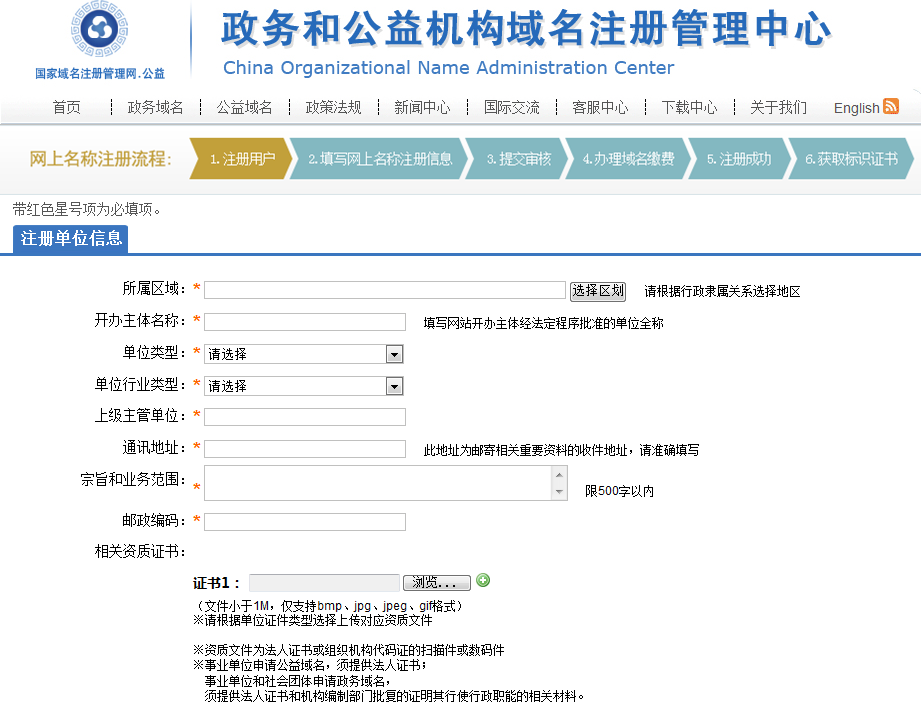 国家域名注册管理网.公益
政务和公益机构域名注册管理中心
China Organizational Name Administration Center
首页 政务域名 公益域名 政策法规 新闻中心 国际交流 客服中心 下载中心 关于我们 English
网上名称注册流程: 1.注册用户 2.填写网上名称注册信息 3.提交审核 4.办理域名缴费 5.注册成功 6.获取标识证书
带红色星号项为必填项。
注册单位信息
所属区域：* 选择区划 请根据行政隶属关系选择地区
开办主体名称：* 填写网站开办主体经法定程序批准的单位全称
单位类型：* 请选择
单位行业类型：* 请选择
上级主管单位：*
通讯地址：* 此地址为邮寄相关重要资料的收件地址，请准确填写
宗旨和业务范围：* 限500字以内
邮政编码：*
相关资质证书：
证书1： 浏览...
（文件小于1M，仅支持bmp、jpg、jpeg、gif格式）
※请根据单位证件类型选择上传对应资质文件
※资质文件为法人证书或组织机构代码证的扫描件或数码件
※事业单位申请公益域名，须提供法人证书；
事业单位和社会团体申请政务域名，
须提供法人证书和机构编制部门批复的证明其行使行政职能的相关材料。